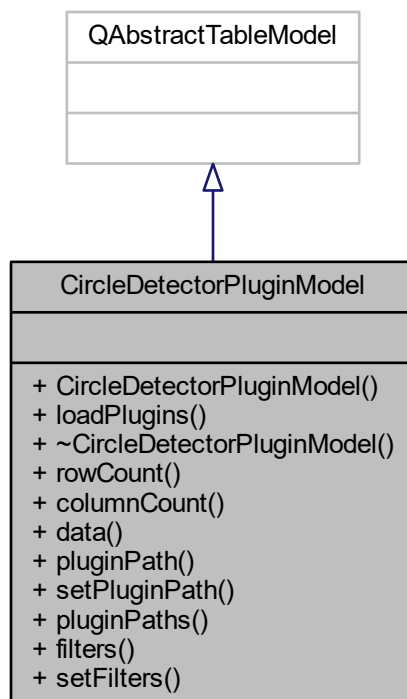 QAbstractTableModel
CircleDetectorPluginModel
+ CircleDetectorPluginModel()
+ loadPlugins()
+ ~CircleDetectorPluginModel()
+ rowCount()
+ columnCount()
+ data()
+ pluginPath()
+ setPluginPath()
+ pluginPaths()
+ filters()
+ setFilters()